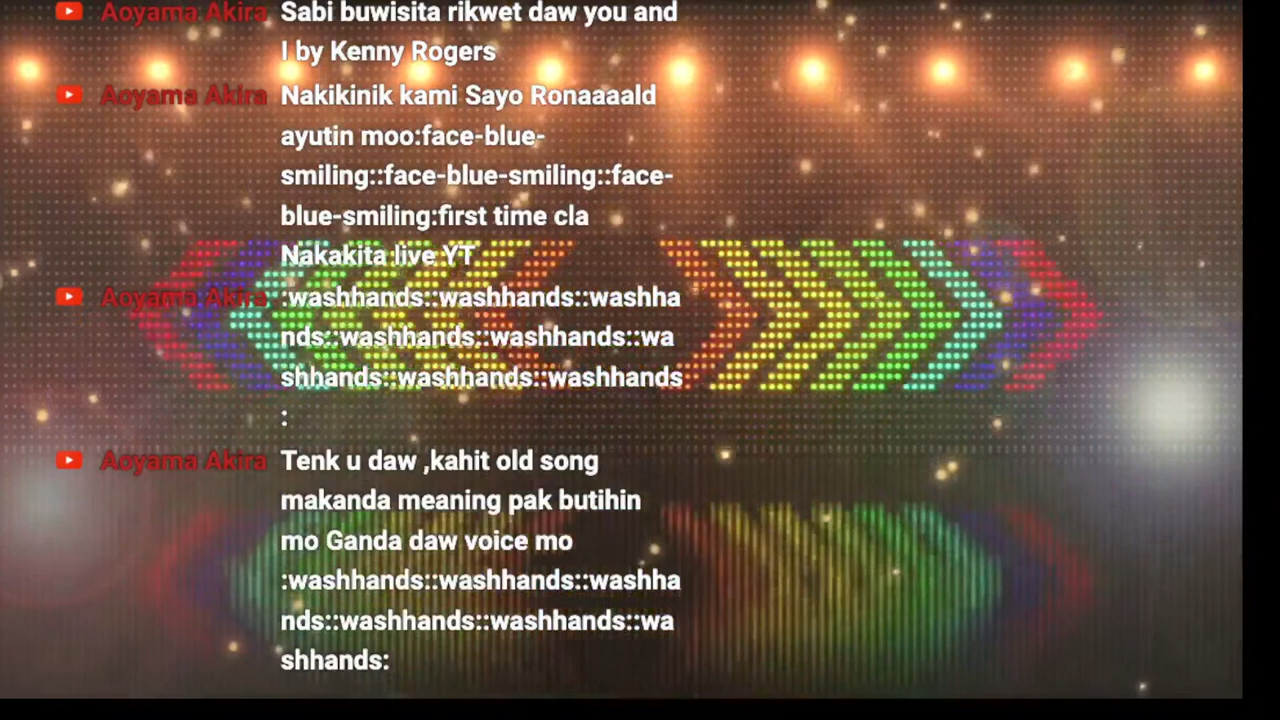 Aoyama Akira Sabi buwisita rikwet daw you and
I by Kenny Rogers
Aoyama Akira Nakikinik kami Sayo Ronaaaald
ayutin moo:face-blue-
smiling::face-blue-smiling::face-
blue-smiling:first time cla
Nakakita live YT
Aoyama Akira :washhands::washhands::washha
nds::washhands::washhands::wa
shhands::washhands::washhands
:
Aoyama Akira Tenk u daw ,kahit old song
makanda meaning pak butihin
mo Ganda daw voice mo
:washhands::washhands::washha
nds::washhands::washhands::wa
shhands: